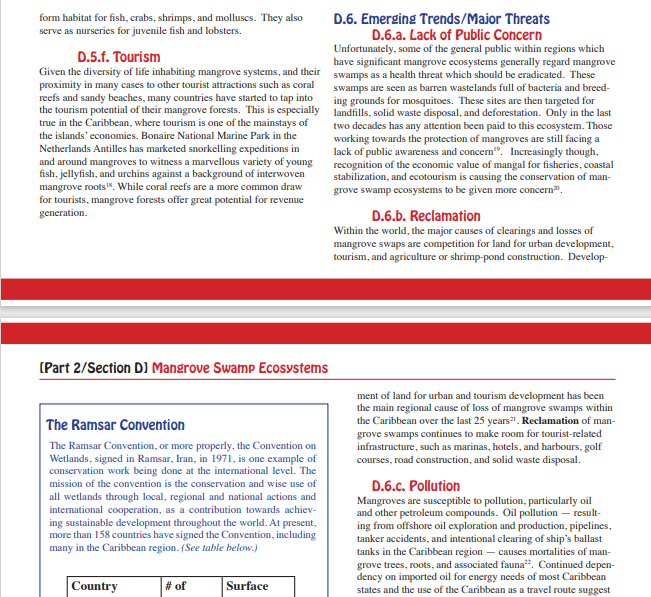 form habitat for fish, crabs, shrimps, and molluscs. They also
serve as nurseries for juvenile fish and lobsters.
D.5.f. Tourism
Given the diversity of life inhabiting mangrove systems, and their
proximity in many cases to other tourist attractions such as coral
reefs and sandy beaches, many countries have started to tap into
the tourism potential of their mangrove forests. This is especially
true in the Caribbean, where tourism is one of the mainstays of
the islands' economies. Bonaire National Marine Park in the
Netherlands Antilles has marketed snorkelling expeditions in
and around mangroves to witness a marvellous variety of young
fish, jellyfish, and urchins against a background of interwoven
mangrove roots¹⁸. While coral reefs are a more common draw
for tourists, mangrove forests offer great potential for revenue
generation.
D.6. Emerging Trends/Major Threats
D.6.a. Lack of Public Concern
Unfortunately, some of the general public within regions which
have significant mangrove ecosystems generally regard mangrove
swamps as a health threat which should be eradicated. These
swamps are seen as barren wastelands full of bacteria and breed-
ing grounds for mosquitoes. These sites are then targeted for
landfills, solid waste disposal, and deforestation. Only in the last
two decades has any attention been paid to this ecosystem. Those
working towards the protection of mangroves are still facing a
lack of public awareness and concern¹⁹. Increasingly though,
recognition of the economic value of mangal for fisheries, coastal
stabilization, and ecotourism is causing the conservation of man-
grove swamp ecosystems to be given more concern²⁰.
D.6.b. Reclamation
Within the world, the major causes of clearings and losses of
mangrove swaps are competition for land for urban development,
tourism, and agriculture or shrimp-pond construction. Develop-
[Part 2/Section D] Mangrove Swamp Ecosystems
The Ramsar Convention
The Ramsar Convention, or more properly, the Convention on
Wetlands, signed in Ramsar, Iran, in 1971, is one example of
conservation work being done at the international level. The
mission of the convention is the conservation and wise use of
all wetlands through local, regional and national actions and
international cooperation, as a contribution towards achiev-
ing sustainable development throughout the world. At present,
more than 158 countries have signed the Convention, including
many in the Caribbean region. (See table below.)
Country # of Surface
ment of land for urban and tourism development has been
the main regional cause of loss of mangrove swamps within
the Caribbean over the last 25 years²¹. Reclamation of man-
grove swamps continues to make room for tourist-related
infrastructure, such as marinas, hotels, and harbours, golf
courses, road construction, and solid waste disposal.
D.6.c. Pollution
Mangroves are susceptible to pollution, particularly oil
and other petroleum compounds. Oil pollution — result-
ing from offshore oil exploration and production, pipelines,
tanker accidents, and intentional clearing of ship's ballast
tanks in the Caribbean region — causes mortalities of man-
grove trees, roots, and associated fauna²². Continued depen-
dency on imported oil for energy needs of most Caribbean
states and the use of the Caribbean as a travel route suggest